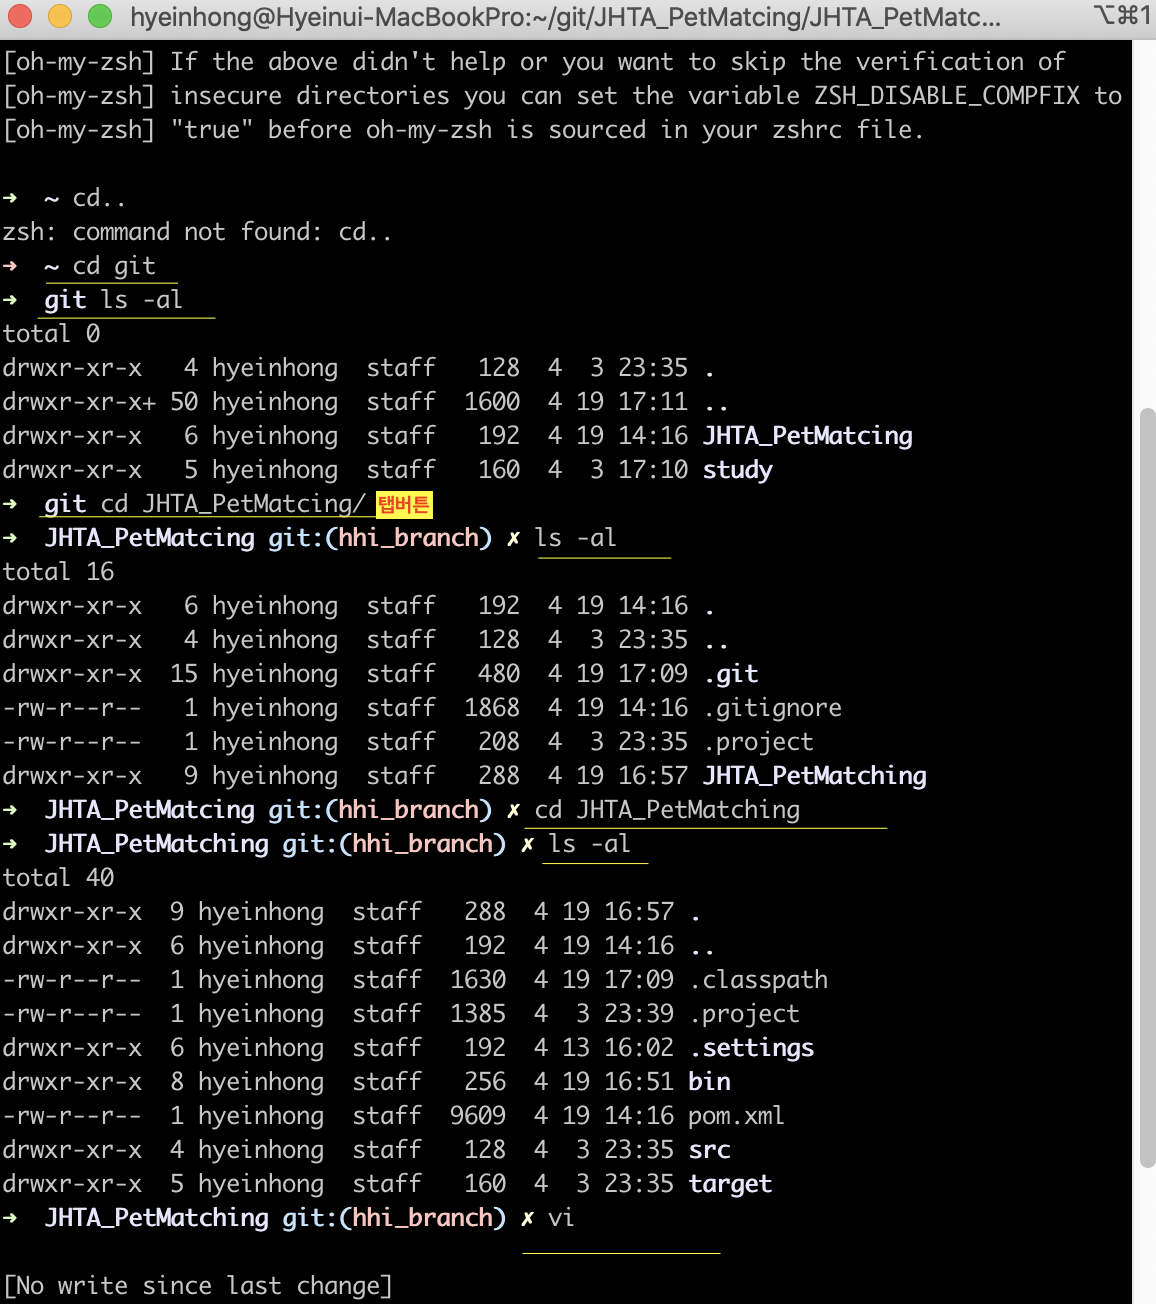 hyeinhong@Hyeinui-MacBookPro:~/git/JHTA_PetMatcing/JHTA_PetMatc... ⌥⌘1
[oh-my-zsh] If the above didn't help or you want to skip the verification of
[oh-my-zsh] insecure directories you can set the variable ZSH_DISABLE_COMPFIX to
[oh-my-zsh] "true" before oh-my-zsh is sourced in your zshrc file.
➜  ~ cd..
zsh: command not found: cd..
➜  ~ cd git
➜  git ls -al
total 0
drwxr-xr-x   4 hyeinhong  staff   128  4  3 23:35 .
drwxr-xr-x+ 50 hyeinhong  staff  1600  4 19 17:11 ..
drwxr-xr-x   6 hyeinhong  staff   192  4 19 14:16 JHTA_PetMatcing
drwxr-xr-x   5 hyeinhong  staff   160  4  3 17:10 study
➜  git cd JHTA_PetMatcing/ 탭버튼
➜  JHTA_PetMatcing git:(hhi_branch) ✗ ls -al
total 16
drwxr-xr-x   6 hyeinhong  staff   192  4 19 14:16 .
drwxr-xr-x   4 hyeinhong  staff   128  4  3 23:35 ..
drwxr-xr-x  15 hyeinhong  staff   480  4 19 17:09 .git
-rw-r--r--   1 hyeinhong  staff  1868  4 19 14:16 .gitignore
-rw-r--r--   1 hyeinhong  staff   208  4  3 23:35 .project
drwxr-xr-x   9 hyeinhong  staff   288  4 19 16:57 JHTA_PetMatching
➜  JHTA_PetMatcing git:(hhi_branch) ✗ cd JHTA_PetMatching
➜  JHTA_PetMatching git:(hhi_branch) ✗ ls -al
total 40
drwxr-xr-x  9 hyeinhong  staff   288  4 19 16:57 .
drwxr-xr-x  6 hyeinhong  staff   192  4 19 14:16 ..
-rw-r--r--  1 hyeinhong  staff  1630  4 19 17:09 .classpath
-rw-r--r--  1 hyeinhong  staff  1385  4  3 23:39 .project
drwxr-xr-x  6 hyeinhong  staff   192  4 13 16:02 .settings
drwxr-xr-x  8 hyeinhong  staff   256  4 19 16:51 bin
-rw-r--r--  1 hyeinhong  staff  9609  4 19 14:16 pom.xml
drwxr-xr-x  4 hyeinhong  staff   128  4  3 23:35 src
drwxr-xr-x  5 hyeinhong  staff   160  4  3 23:35 target
➜  JHTA_PetMatching git:(hhi_branch) ✗ vi
[No write since last change]